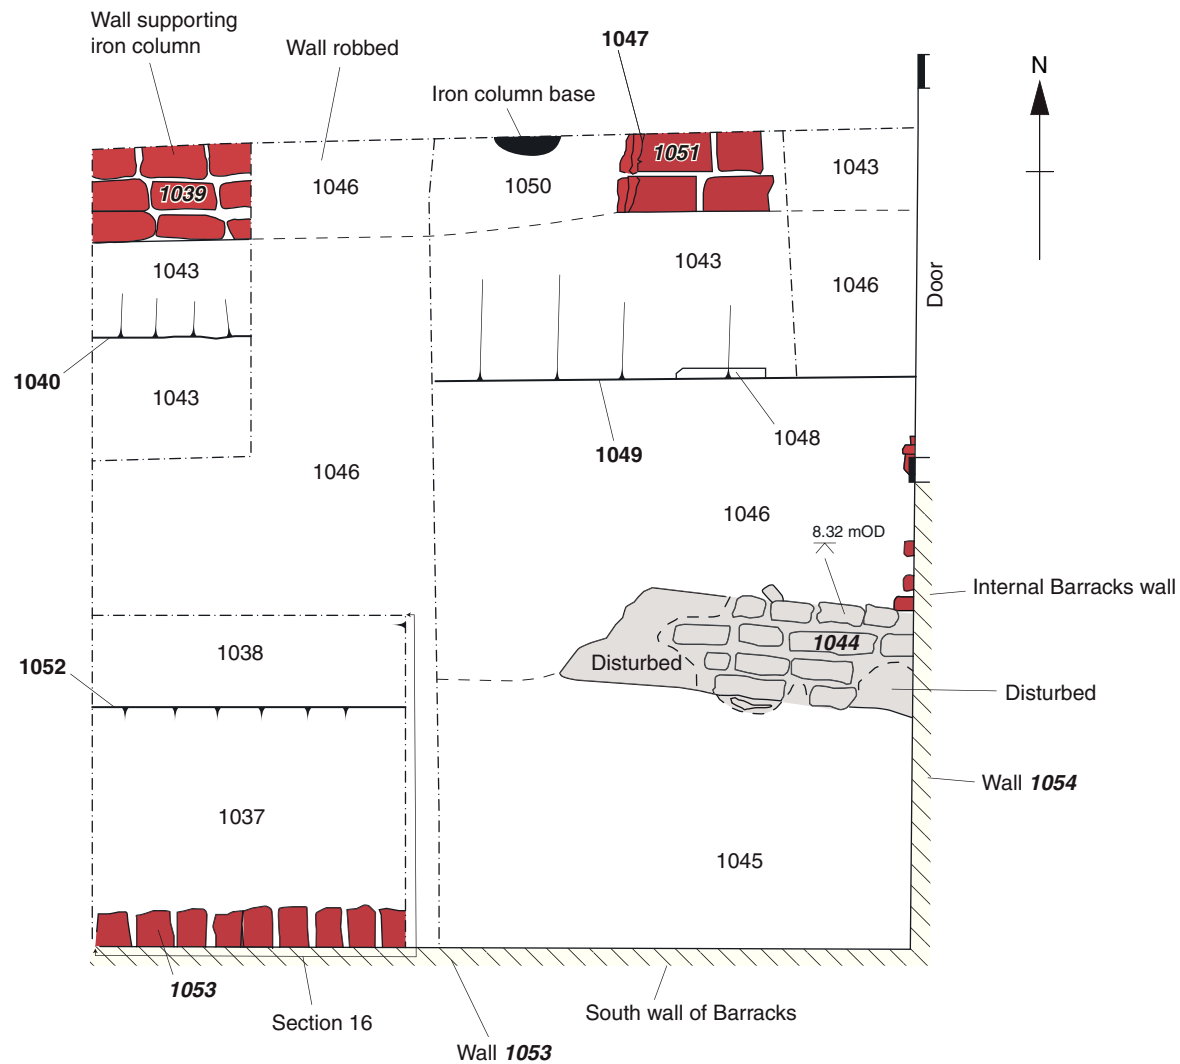 Wall supporting
iron column
Wall robbed
1047
Iron column base
N
1051
1039
1046
1050
1043
1043
1043
1046
Door
1040
1043
1048
1049
1046
1046
8.32 mOD
Internal Barracks wall
1038
1044
1052
Disturbed
Disturbed
Wall 1054
1037
1045
1053
Section 16
South wall of Barracks
Wall 1053